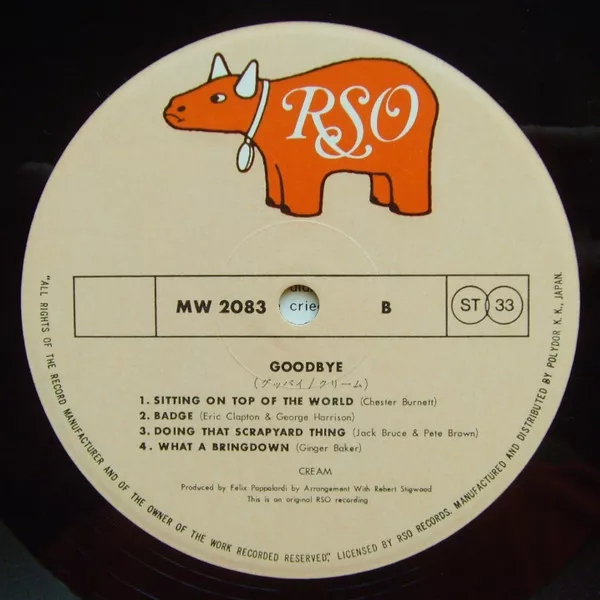 RSO
MW 2083
crie
B
ST 33
GOODBYE
(グッバイ / クリーム)
1. SITTING ON TOP OF THE WORLD (Chester Burnett)
2. BADGE (Eric Clapton & George Harrison)
3. DOING THAT SCRAPYARD THING (Jack Bruce & Pete Brown)
4. WHAT A BRINGDOWN (Ginger Baker)
CREAM
Produced by Felix Pappalardi by Arrangement With Robert Stigwood
This is an original RSO recording
"ALL RIGHTS OF THE RECORD MANUFACTURER AND OF THE OWNER OF THE WORK RECORDED RESERVED", LICENSED BY RSO RECORDS. MANUFACTURED AND DISTRIBUTED BY POLYDOR K. K., JAPAN.